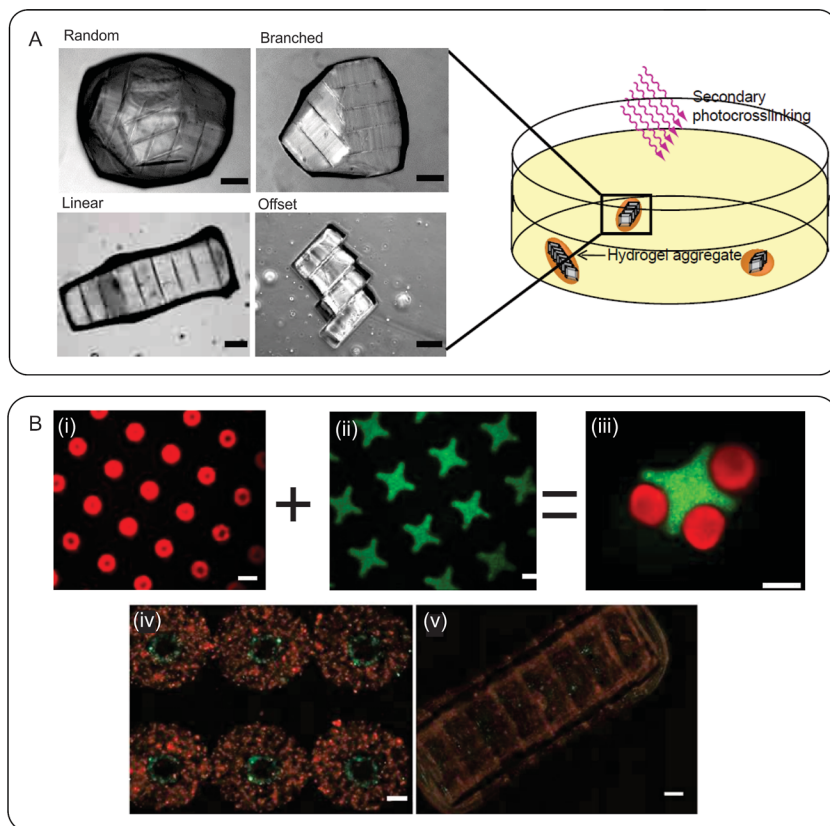 A
Random
Branched
Linear
Offset
Secondary
photocrosslinking
Hydrogel aggregate
B
(i)
+
(ii)
=
(iii)
(iv)
(v)